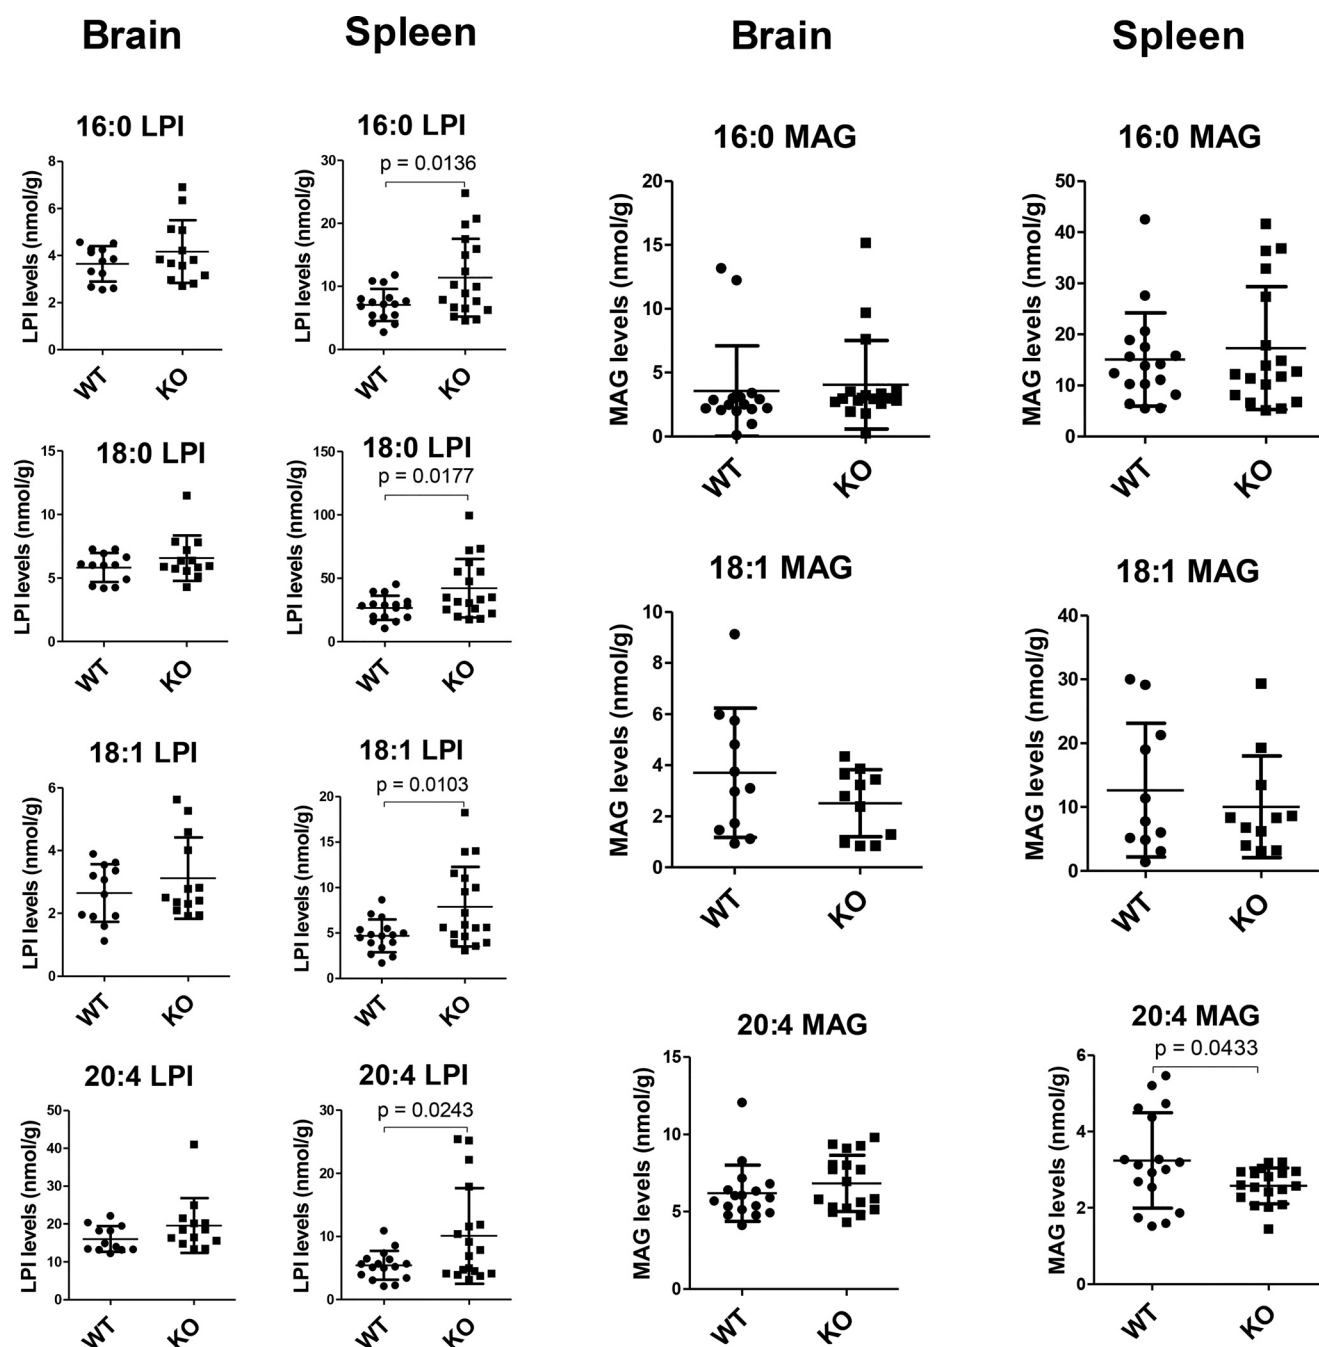 Brain
Spleen
Brain
Spleen
16:0 LPI
LPI levels (nmol/g)
8
6
4
2
0
WT
KO
16:0 LPI
p = 0.0136
LPI levels (nmol/g)
30
20
10
0
WT
KO
16:0 MAG
MAG levels (nmol/g)
20
15
10
5
0
WT
KO
16:0 MAG
MAG levels (nmol/g)
50
40
30
20
10
0
WT
KO
18:0 LPI
LPI levels (nmol/g)
15
10
5
0
WT
KO
18:0 LPI
p = 0.0177
LPI levels (nmol/g)
150
100
50
0
WT
KO
18:1 MAG
MAG levels (nmol/g)
10
8
6
4
2
0
WT
KO
18:1 MAG
MAG levels (nmol/g)
40
30
20
10
0
WT
KO
18:1 LPI
LPI levels (nmol/g)
6
4
2
0
WT
KO
18:1 LPI
p = 0.0103
LPI levels (nmol/g)
20
15
10
5
0
WT
KO
20:4 LPI
LPI levels (nmol/g)
50
40
30
20
10
0
WT
KO
20:4 LPI
p = 0.0243
LPI levels (nmol/g)
30
20
10
0
WT
KO
20:4 MAG
MAG levels (nmol/g)
15
10
5
0
WT
KO
20:4 MAG
p = 0.0433
MAG levels (nmol/g)
6
4
2
0
WT
KO